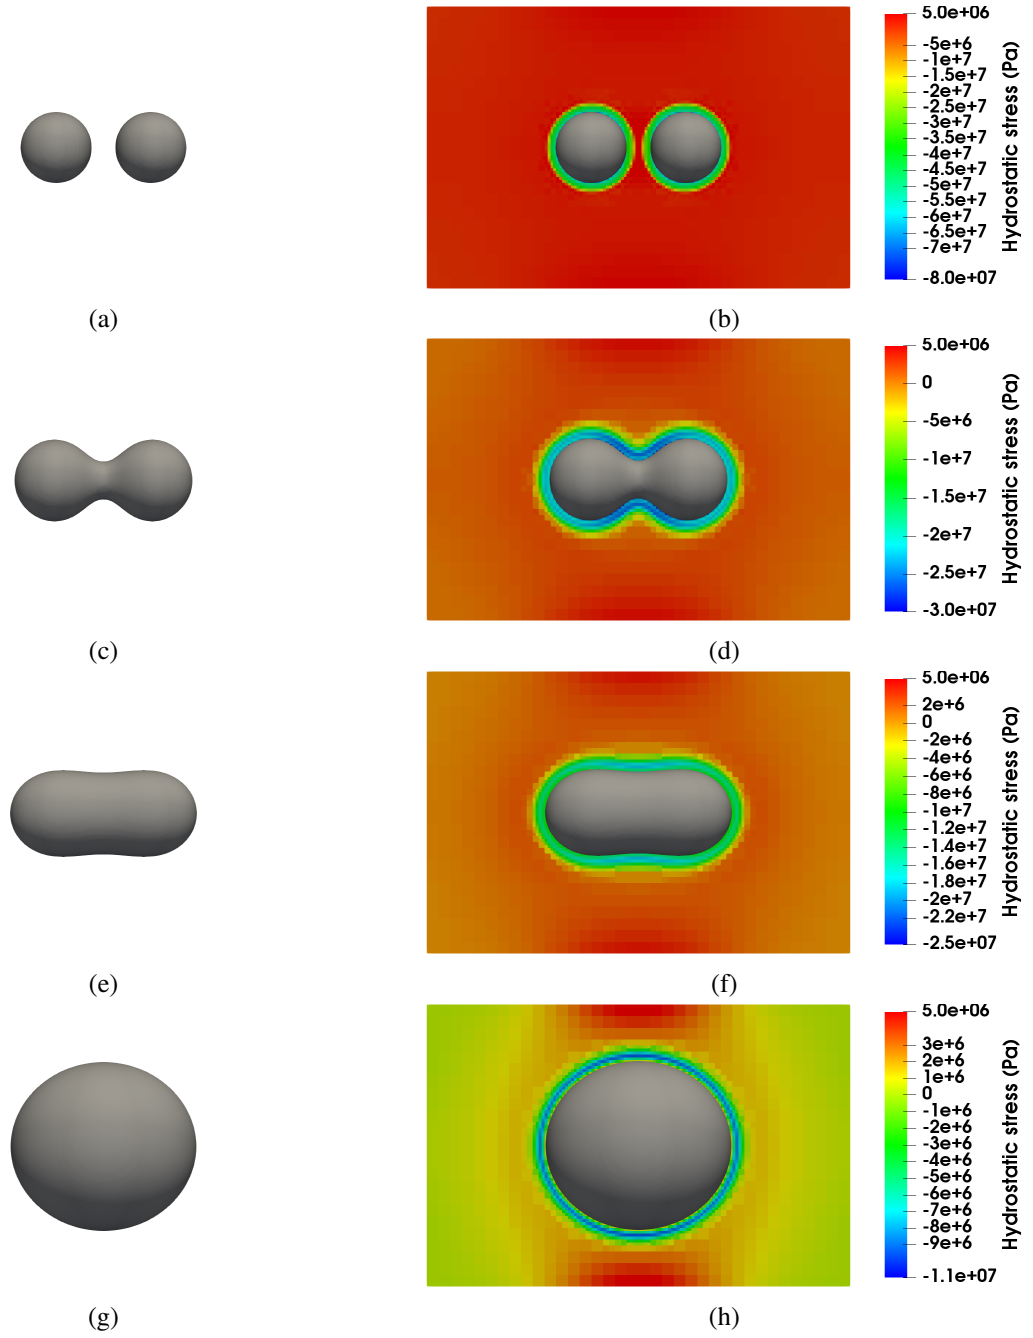 5.0e+06
-5e+6
-1e+7
-1.5e+7
-2e+7
-2.5e+7
-3e+7
-3.5e+7
-4e+7
-4.5e+7
-5e+7
-5.5e+7
-6e+7
-6.5e+7
-7e+7
-8.0e+07
Hydrostatic stress (Pa)
(a)
(b)
5.0e+06
0
-5e+6
-1e+7
-1.5e+7
-2e+7
-2.5e+7
-3.0e+07
Hydrostatic stress (Pa)
(c)
(d)
5.0e+06
2e+6
0
-2e+6
-4e+6
-6e+6
-8e+6
-1e+7
-1.2e+7
-1.4e+7
-1.6e+7
-1.8e+7
-2e+7
-2.2e+7
-2.5e+07
Hydrostatic stress (Pa)
(e)
(f)
5.0e+06
3e+6
2e+6
1e+6
0
-1e+6
-2e+6
-3e+6
-4e+6
-5e+6
-6e+6
-7e+6
-8e+6
-9e+6
-1.1e+07
Hydrostatic stress (Pa)
(g)
(h)